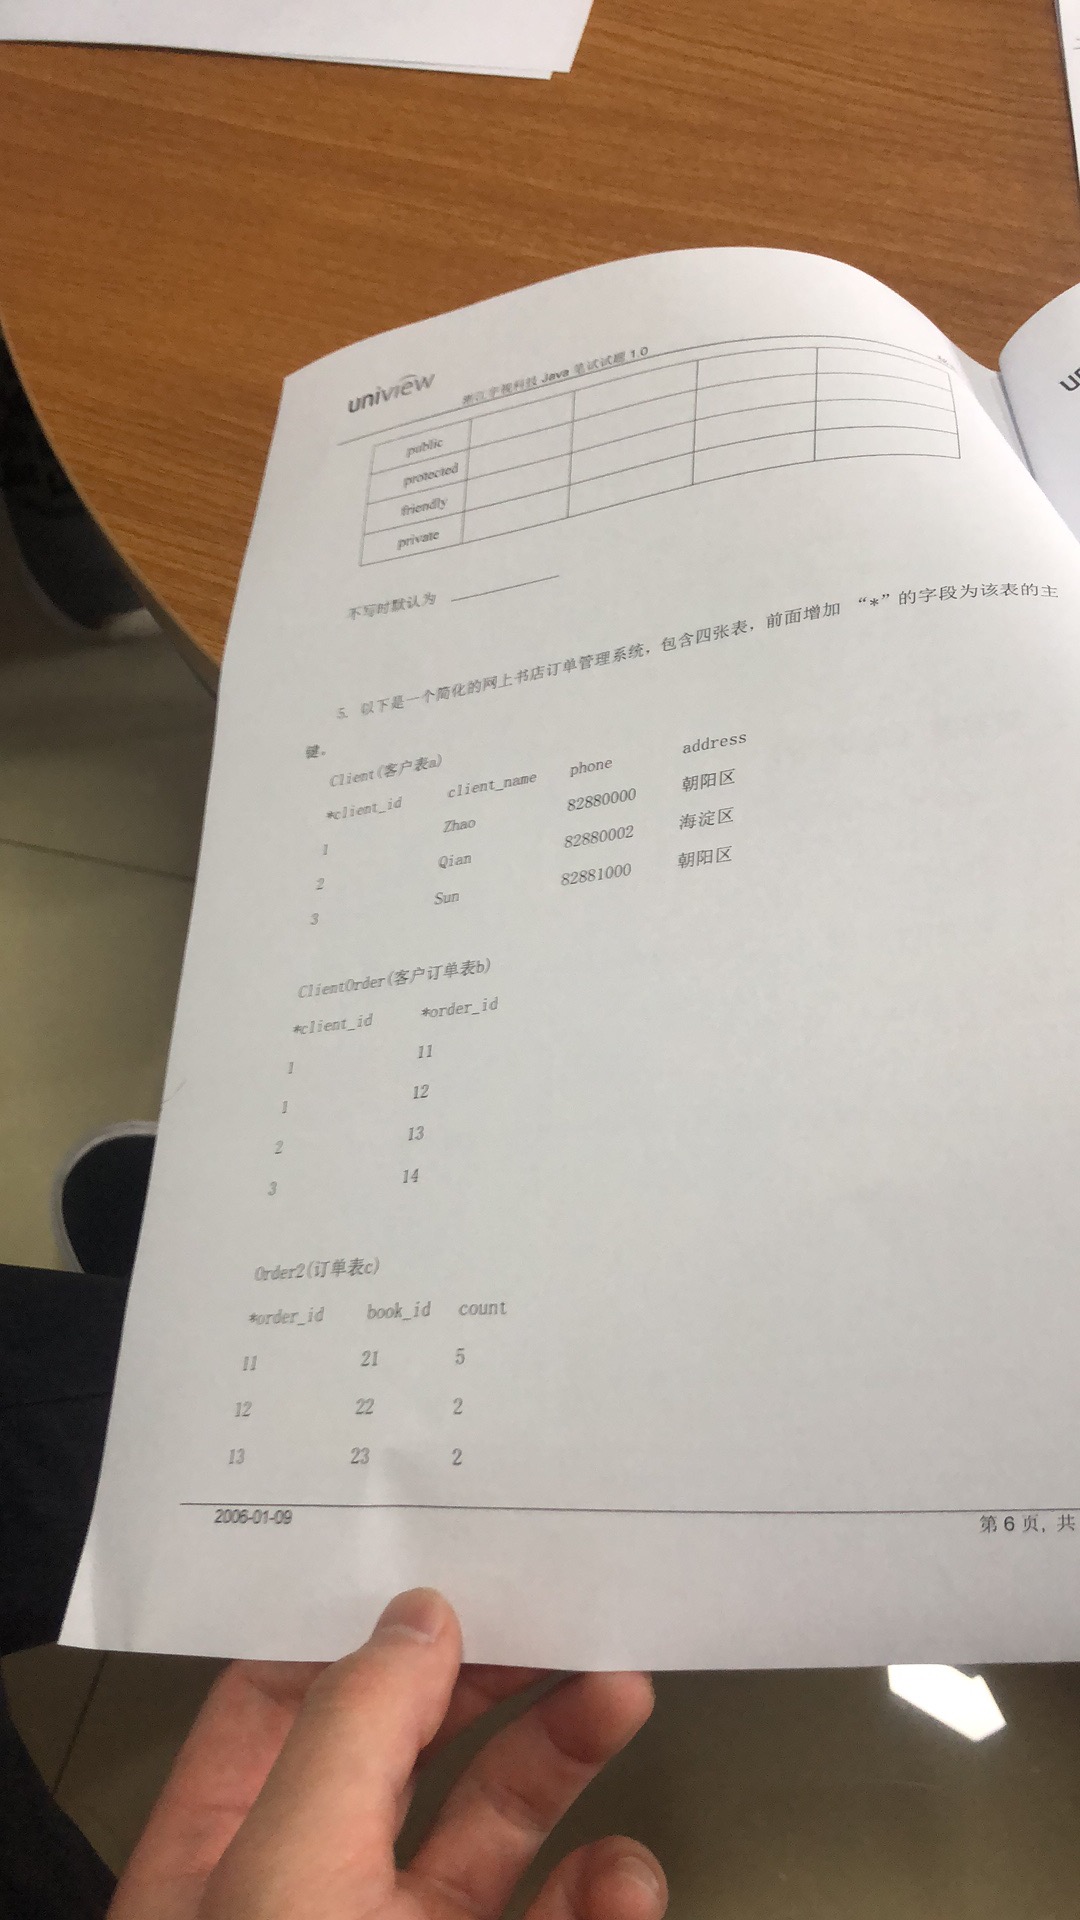 uniview
浙江宇视科技 Java 笔试试题 1.0
public
protected
friendly
private
不写时默认为
5. 以下是一个简化的网上书店订单管理系统，包含四张表，前面增加 “*”的字段为该表的主
键。
Client(客户表a)
*client_id client_name phone address
1 Zhao 82880000 朝阳区
2 Qian 82880002 海淀区
3 Sun 82881000 朝阳区
ClientOrder(客户订单表b)
*client_id *order_id
1 11
1 12
2 13
3 14
Order2(订单表c)
*order_id book_id count
11 21 5
12 22 2
13 23 2
2006-01-09 第 6 页, 共